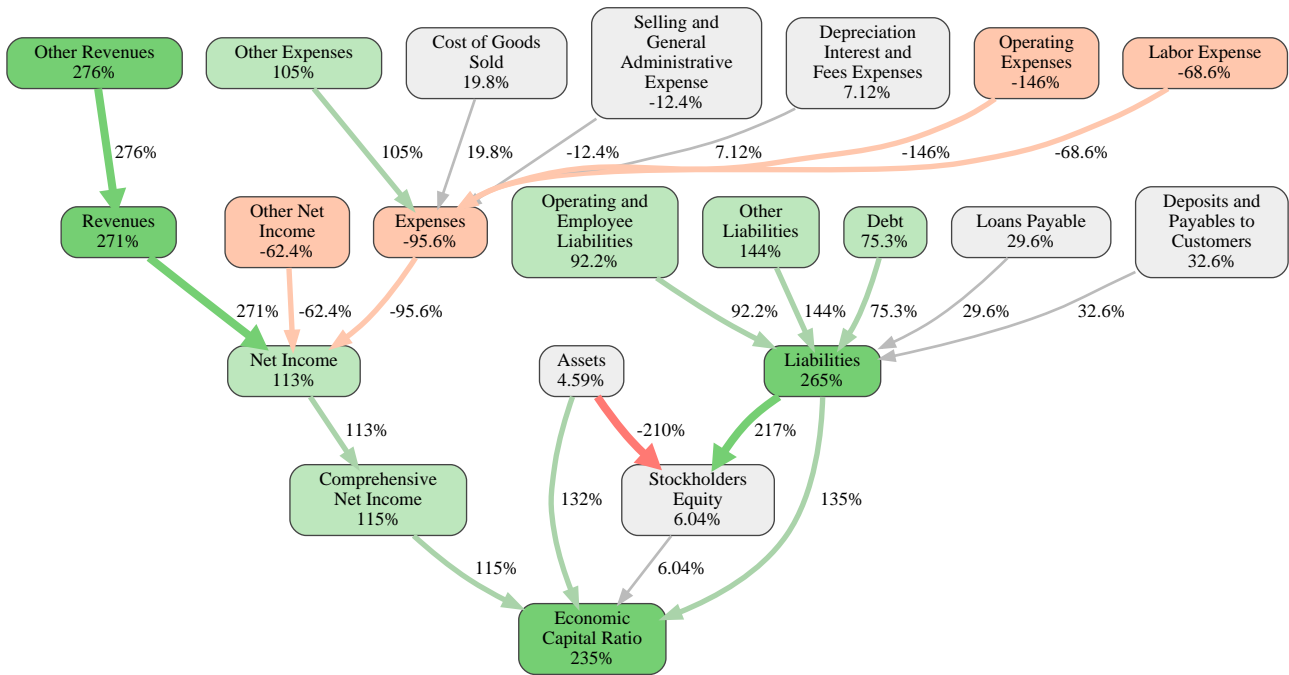 Other Revenues
276%
Other Expenses
105%
Cost of Goods
Sold
19.8%
Selling and
General
Administrative
Expense
-12.4%
Depreciation
Interest and
Fees Expenses
7.12%
Operating
Expenses
-146%
Labor Expense
-68.6%
276%
105%
19.8%
-12.4%
7.12%
-146%
-68.6%
Revenues
271%
Other Net
Income
-62.4%
Expenses
-95.6%
Operating and
Employee
Liabilities
92.2%
Other
Liabilities
144%
Debt
75.3%
Loans Payable
29.6%
Deposits and
Payables to
Customers
32.6%
271%
-62.4%
-95.6%
92.2%
144%
75.3%
29.6%
32.6%
Net Income
113%
Assets
4.59%
Liabilities
265%
113%
-210%
217%
Comprehensive
Net Income
115%
132%
Stockholders
Equity
6.04%
135%
115%
6.04%
Economic
Capital Ratio
235%